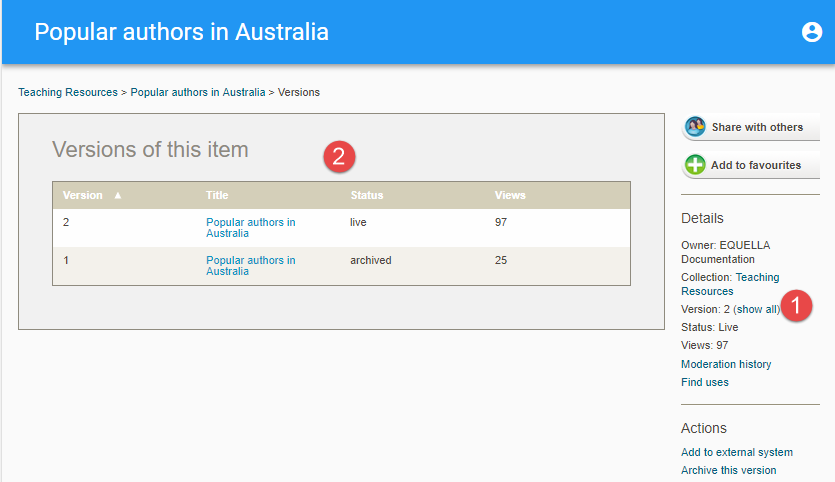 Popular authors in Australia
Teaching Resources > Popular authors in Australia > Versions
Versions of this item
2
Version ▲ Title Status Views
2 Popular authors in live 97
Australia
1 Popular authors in archived 25
Australia
Share with others
Add to favourites
Details
Owner: EQUELLA
Documentation
Collection: Teaching
Resources
Version: 2 (show all)
1
Status: Live
Views: 97
Moderation history
Find uses
Actions
Add to external system
Archive this version